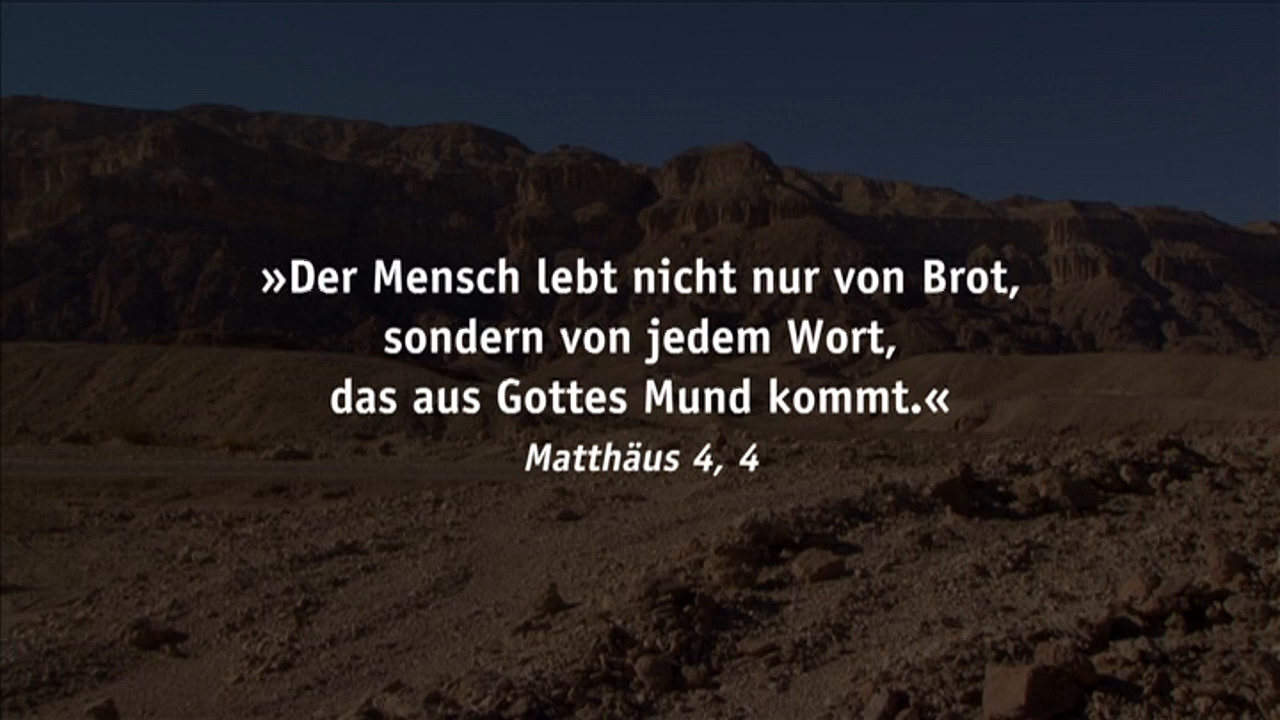 »Der Mensch lebt nicht nur von Brot,
sondern von jedem Wort,
das aus Gottes Mund kommt.«
Matthäus 4, 4